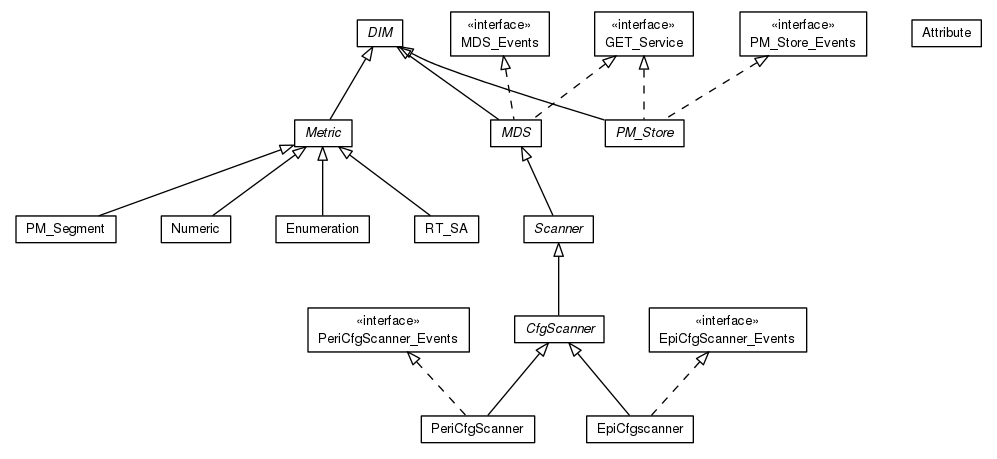 DIM
«interface»
MDS_Events
«interface»
GET_Service
«interface»
PM_Store_Events
Attribute
Metric
MDS
PM_Store
PM_Segment
Numeric
Enumeration
RT_SA
Scanner
«interface»
PeriCfgScanner_Events
CfgScanner
«interface»
EpiCfgScanner_Events
PeriCfgScanner
EpiCfgscanner